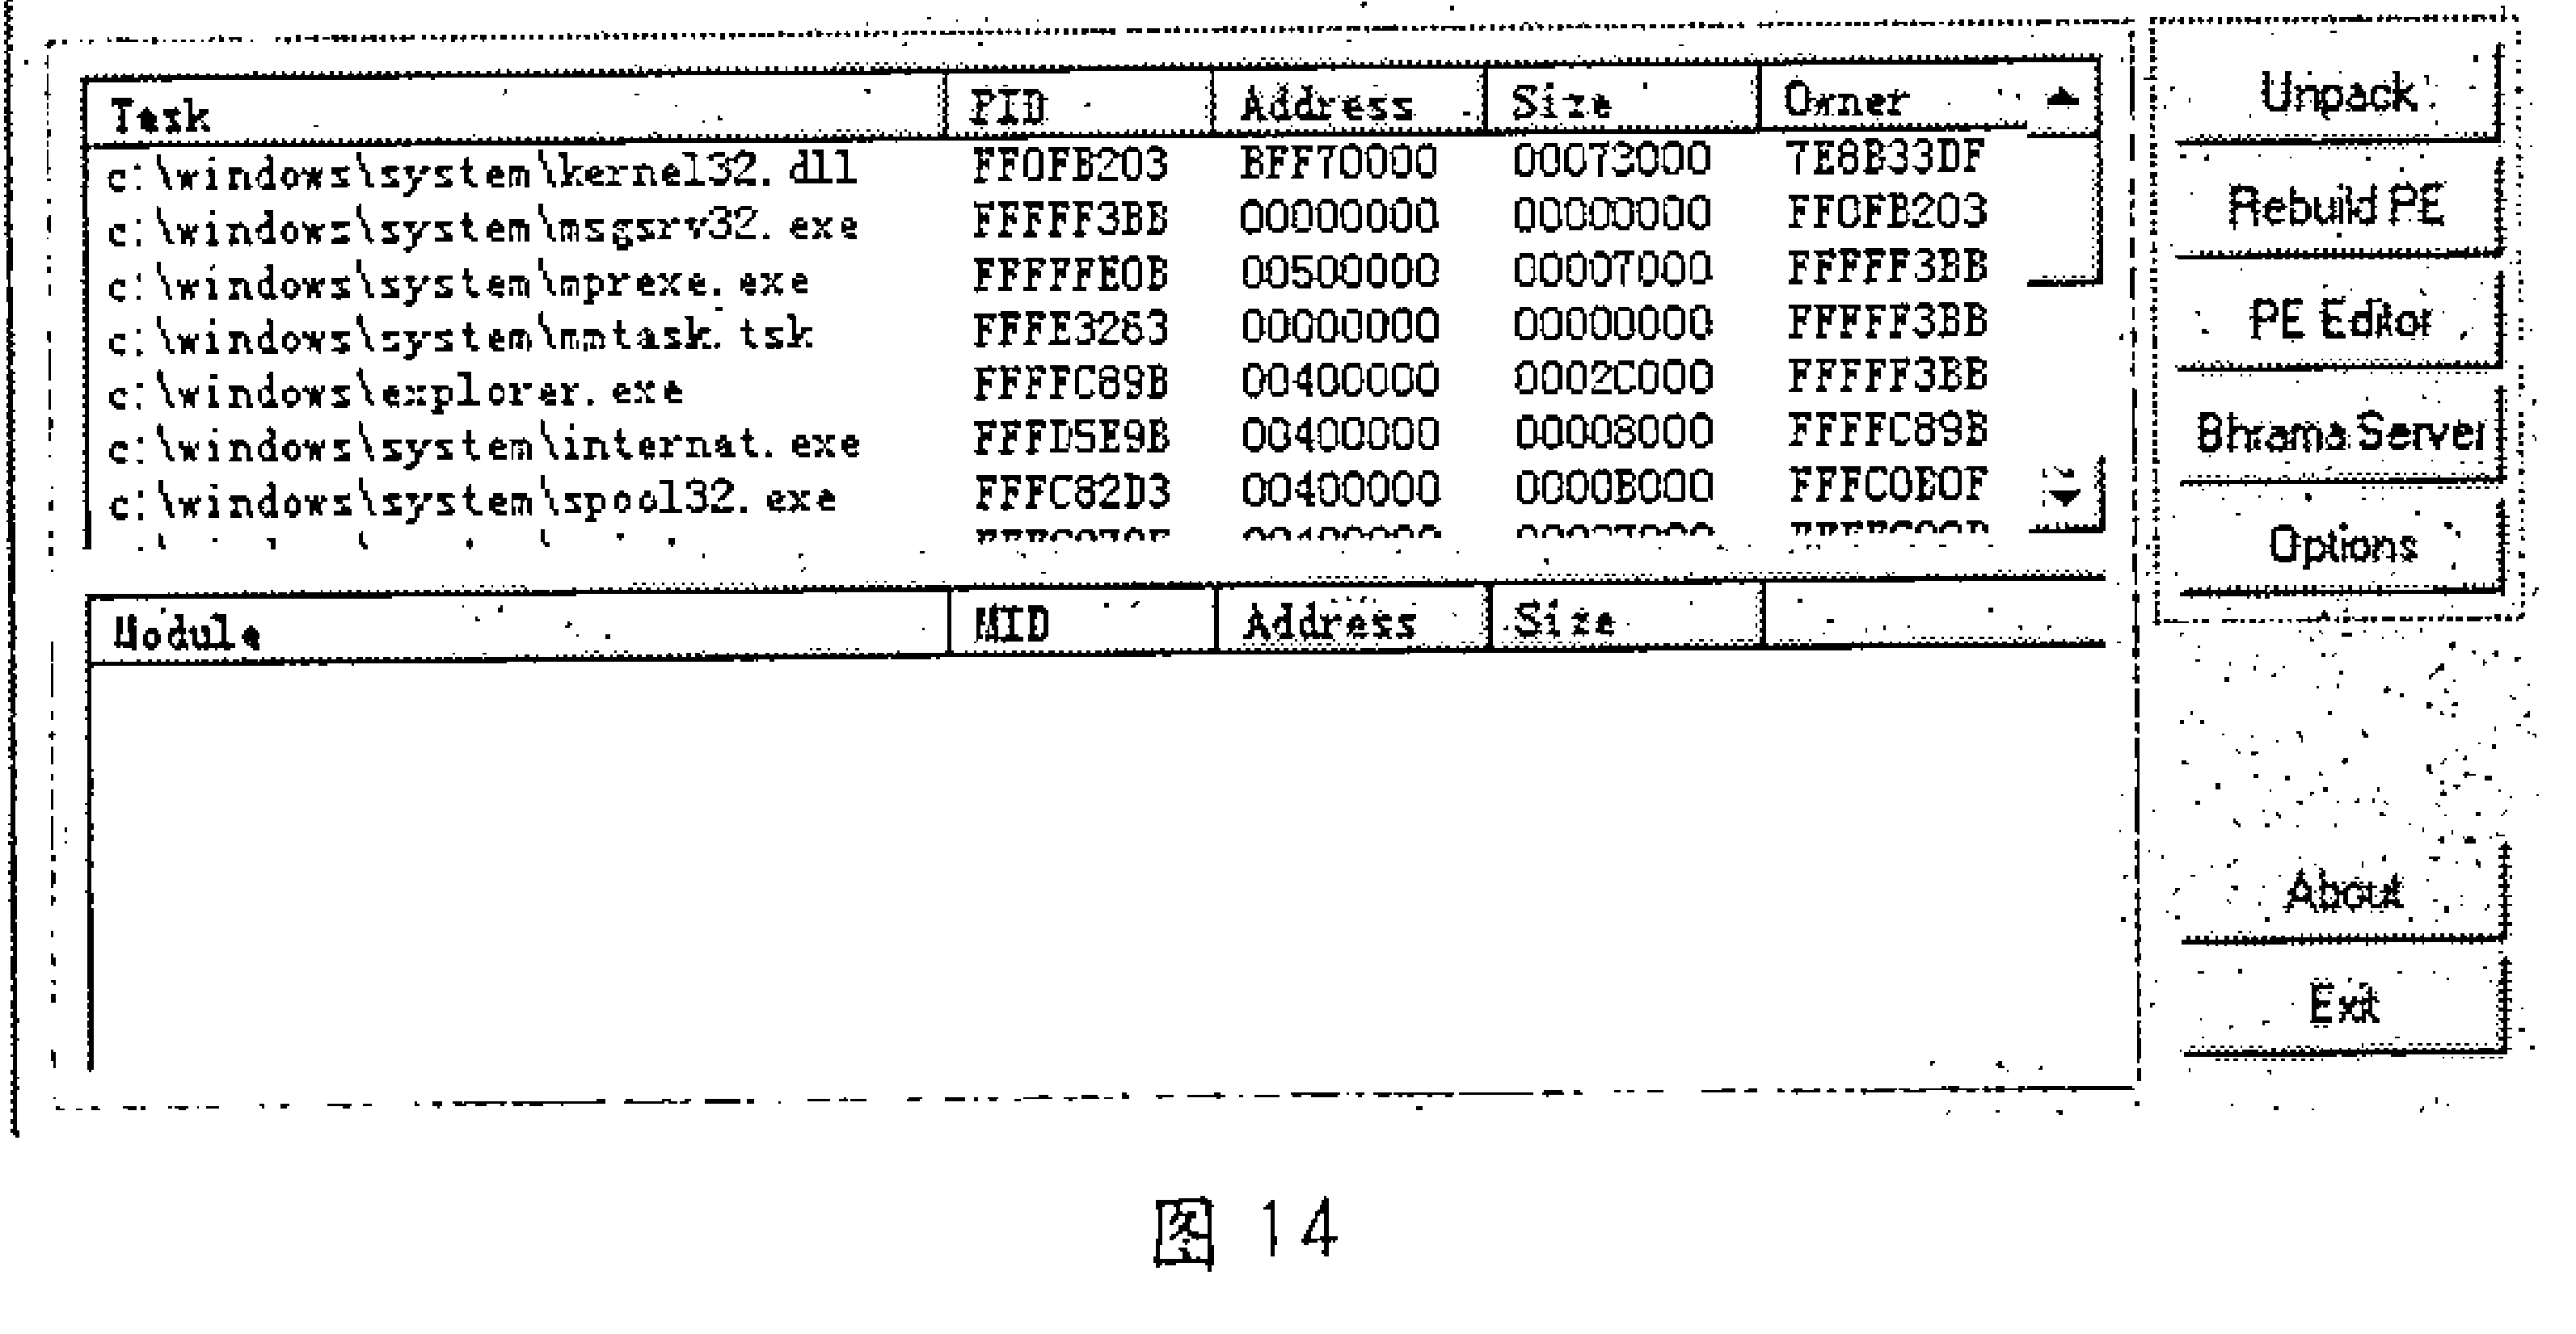 Task PID Address Size Owner
c:\windows\system\kernel32.dll FF0FB203 BFF70000 00073000 7E8B33DF
c:\windows\system\msgsrv32.exe FFFFF3BB 00000000 00000000 FF0FB203
c:\windows\system\mprexe.exe FFFFFE0B 00500000 00007000 FFFFF3BB
c:\windows\system\mmtask.tsk FFFE3263 00000000 00000000 FFFFF3BB
c:\windows\explorer.exe FFFFC89B 00400000 0002C000 FFFFF3BB
c:\windows\system\internat.exe FFFD5E9B 00400000 00008000 FFFFC89B
c:\windows\system\spool32.exe FFFC82D3 00400000 0000B000
Module MID Address Size
Unpack
Rebuild PE
PE Editor
Bhrama Server
Options
About
Exit
图 14